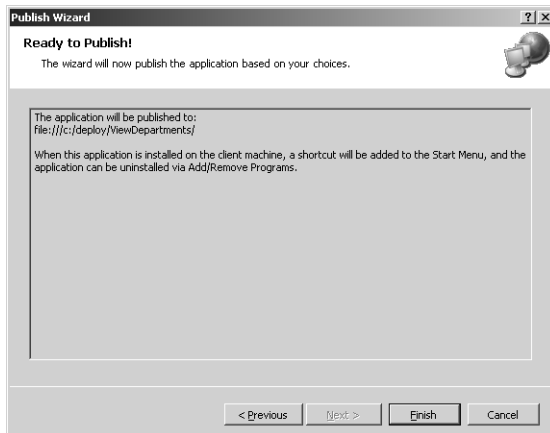 Publish Wizard
Ready to Publish!
The wizard will now publish the application based on your choices.
The application will be published to:
file:///c:/deploy/ViewDepartments/
When this application is installed on the client machine, a shortcut will be added to the Start Menu, and the
application can be uninstalled via Add/Remove Programs.
< Previous Next > Finish Cancel